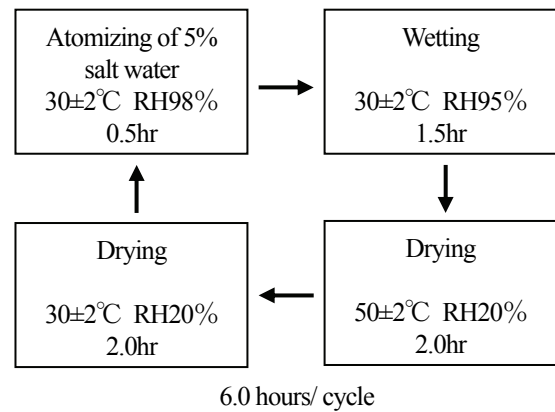 Atomizing of 5%
salt water
30±2℃ RH98%
0.5hr
Wetting
30±2℃ RH95%
1.5hr
Drying
50±2℃ RH20%
2.0hr
Drying
30±2℃ RH20%
2.0hr
6.0 hours/ cycle